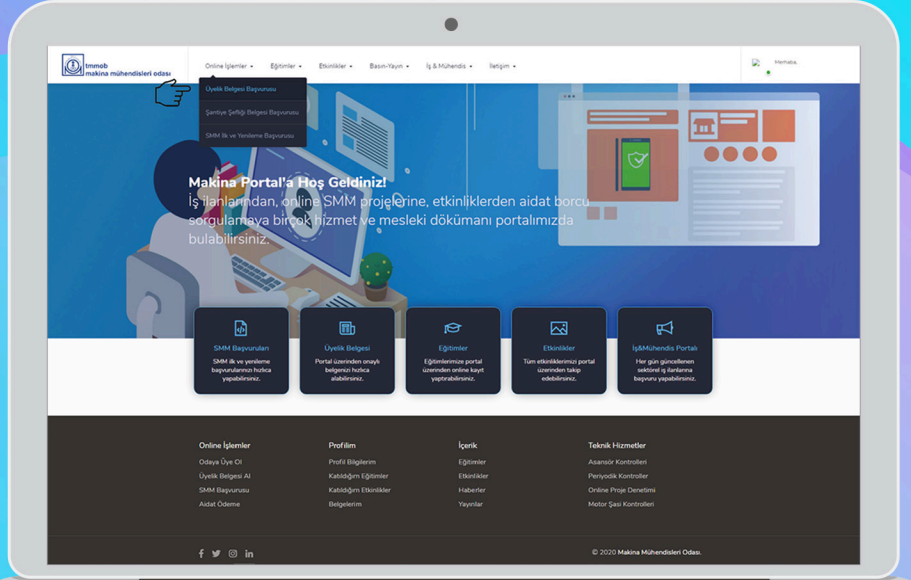 tmmob
makina mühendisleri odası
Online İşlemler
Eğitimler
Etkinlikler
Basın-Yayın
İş & Mühendis
İletişim
Merhaba,
Üyelik Belgesi Başvurusu
Şantiye Şefliği Belgesi Başvurusu
SMM İlk ve Yenileme Başvurusu
Makina Portal'a Hoş Geldiniz!
İş ilanlarından, online SMM projelerine, etkinliklerden aidat borcu
sorgulamaya birçok hizmet ve mesleki dökümanı portalımızda
bulabilirsiniz.
SMM Başvuruları
SMM ilk ve yenileme
başvurularınızı hızlıca
yapabilirsiniz.
Üyelik Belgesi
Portal üzerinden onaylı
belgenizi hızlıca
alabilirsiniz.
Eğitimler
Eğitimlerimize portal
üzerinden online kayıt
yaptırabilirsiniz.
Etkinlikler
Tüm etkinliklerimizi portal
üzerinden takip
edebilirsiniz.
İş&Mühendis Portalı
Her gün güncellenen
sektörel iş ilanlarına
başvuru yapabilirsiniz.
Online İşlemler
Odaya Üye Ol
Üyelik Belgesi Al
SMM Başvurusu
Aidat Ödeme
Profilim
Profil Bilgilerim
Katıldığım Eğitimler
Katıldığım Etkinlikler
Belgelerim
İçerik
Eğitimler
Etkinlikler
Haberler
Yayınlar
Teknik Hizmetler
Asansör Kontrolleri
Periyodik Kontroller
Online Proje Denetimi
Motor Şasi Kontrolleri
© 2020 Makina Mühendisleri Odası.